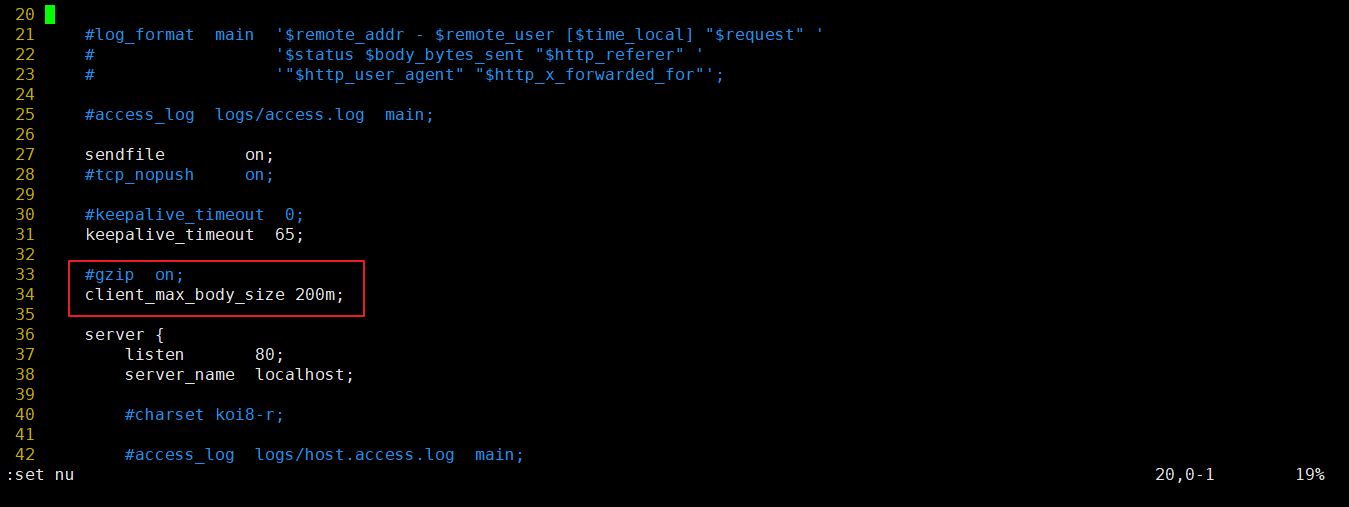 20
21     #log_format  main  '$remote_addr - $remote_user [$time_local] "$request" '
22     #                  '$status $body_bytes_sent "$http_referer" '
23     #                  '"$http_user_agent" "$http_x_forwarded_for"';
24
25     #access_log  logs/access.log  main;
26
27     sendfile        on;
28     #tcp_nopush     on;
29
30     #keepalive_timeout  0;
31     keepalive_timeout  65;
32
33     #gzip  on;
34     client_max_body_size 200m;
35
36     server {
37         listen       80;
38         server_name  localhost;
39
40         #charset koi8-r;
41
42         #access_log  logs/host.access.log  main;
:set nu 20,0-1 19%